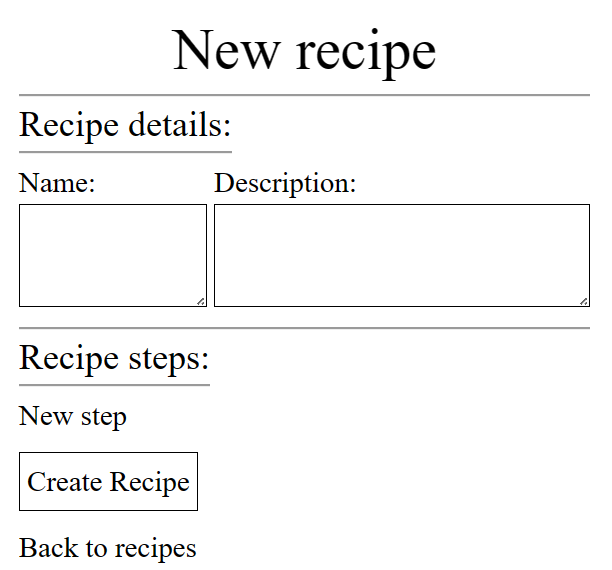 New recipe
Recipe details:
Name: Description:
Recipe steps:
New step
Create Recipe
Back to recipes